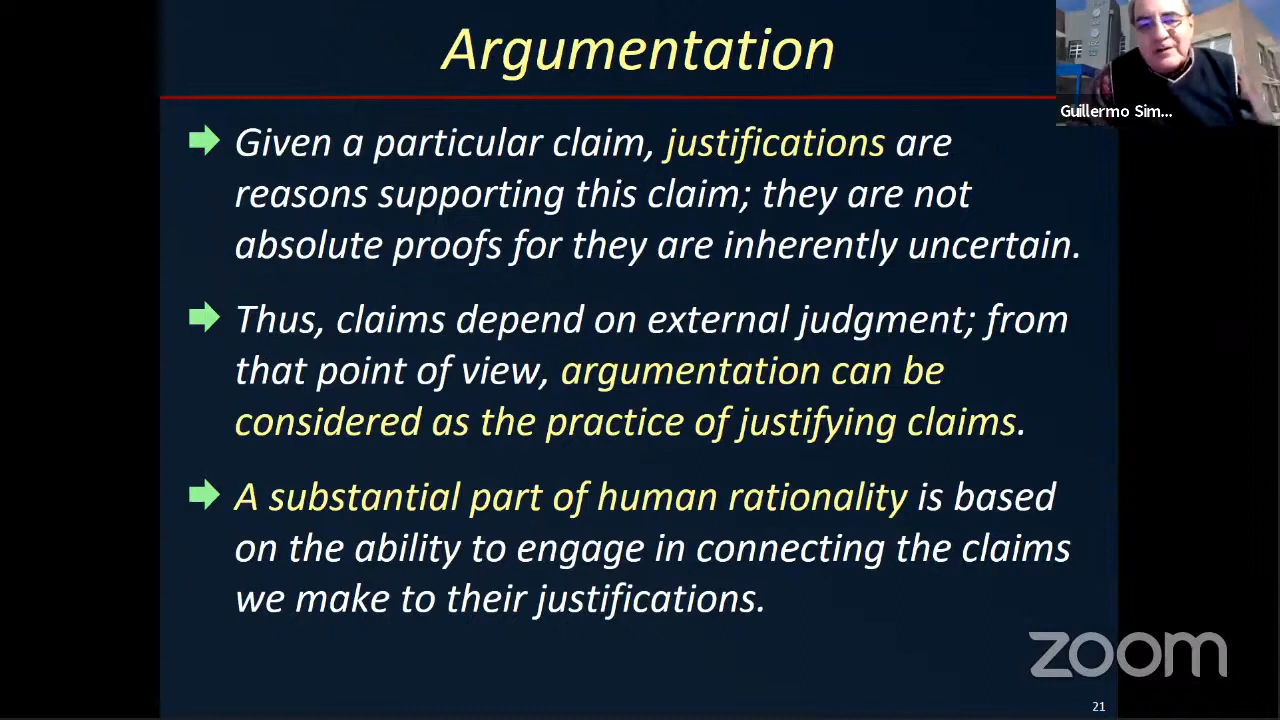 Argumentation
Guillermo Sim...
Given a particular claim, justifications are
reasons supporting this claim; they are not
absolute proofs for they are inherently uncertain.
Thus, claims depend on external judgment; from
that point of view, argumentation can be
considered as the practice of justifying claims.
A substantial part of human rationality is based
on the ability to engage in connecting the claims
we make to their justifications.
zoom
21